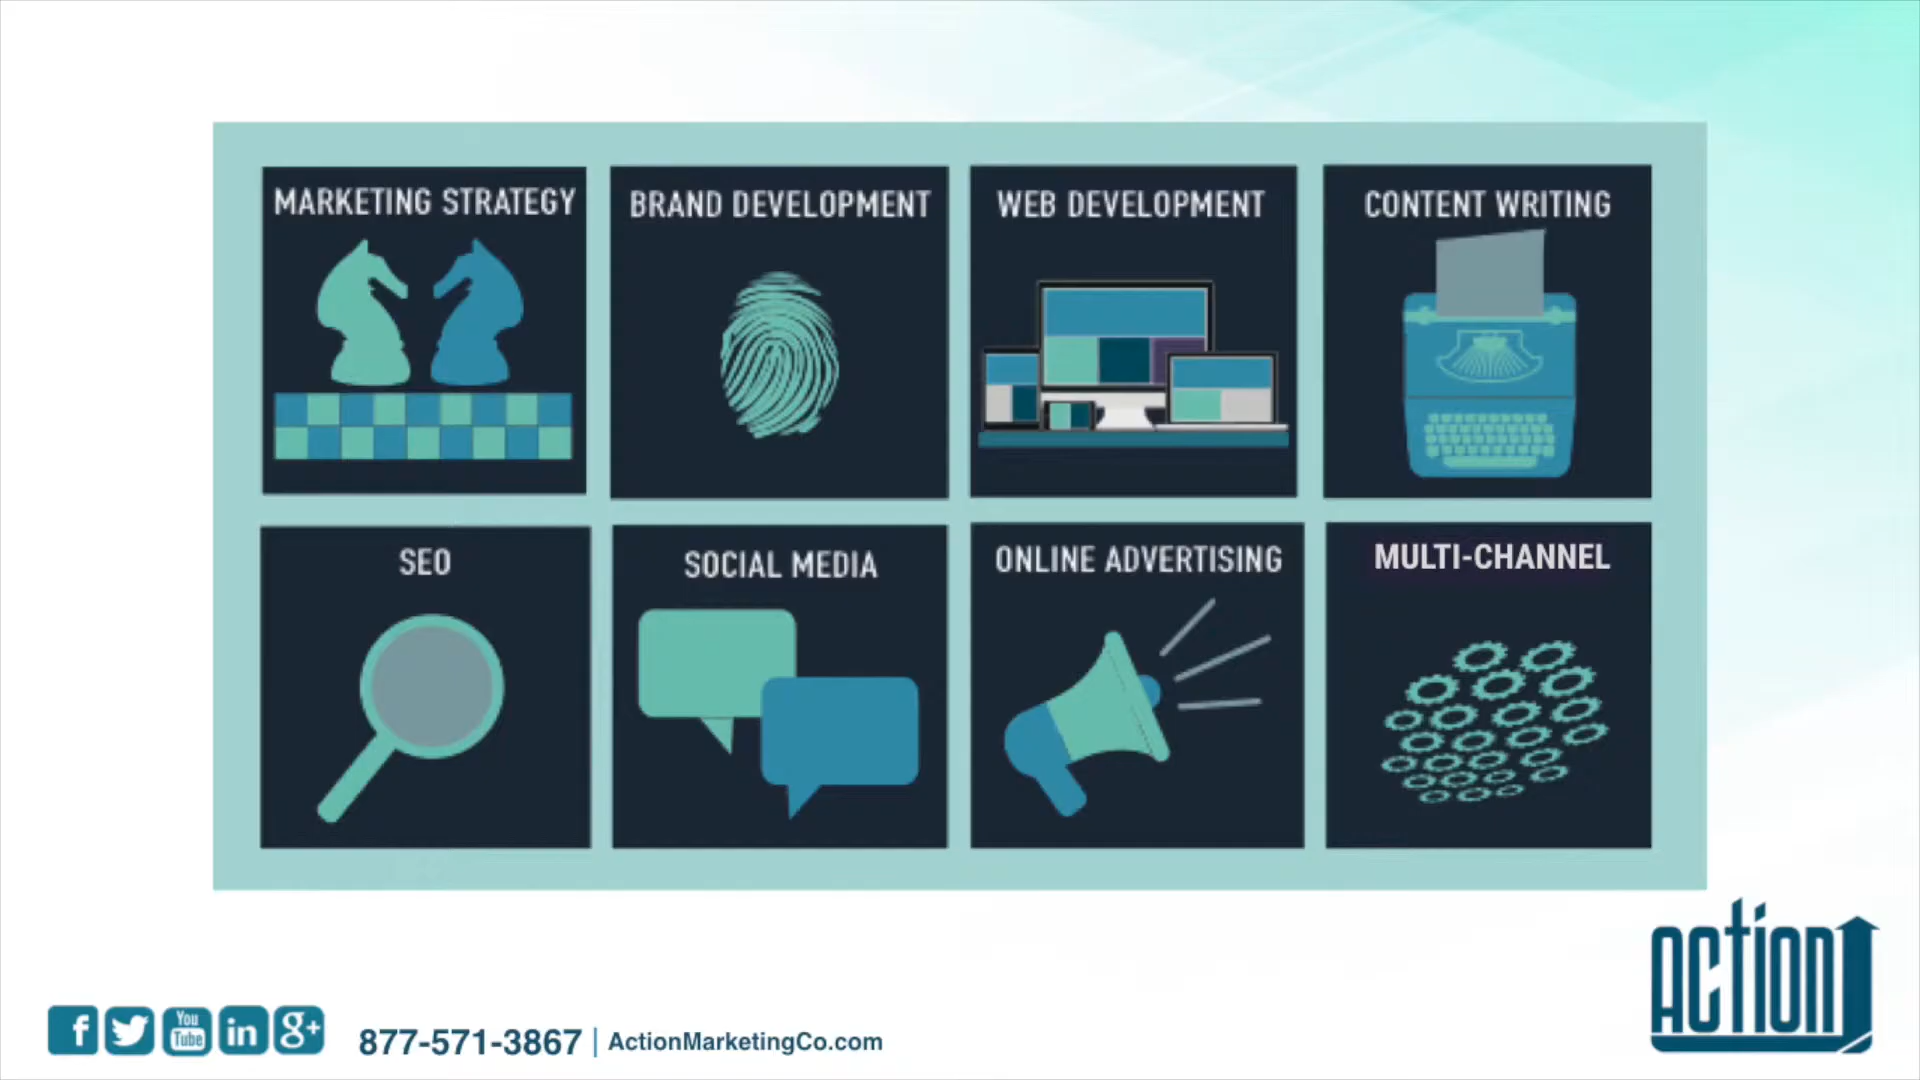 MARKETING STRATEGY
BRAND DEVELOPMENT
WEB DEVELOPMENT
CONTENT WRITING
SEO
SOCIAL MEDIA
ONLINE ADVERTISING
MULTI-CHANNEL
ACTION
f You Tube in g+
877-571-3867 | ActionMarketingCo.com